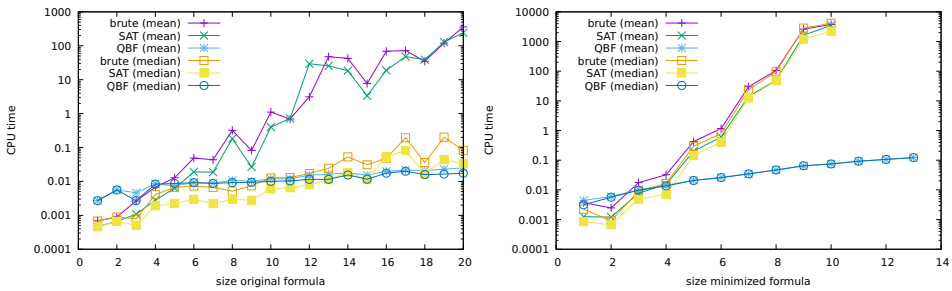 brute (mean)
SAT (mean)
QBF (mean)
brute (median)
SAT (median)
QBF (median)
1000
100
10
1
0.1
0.01
0.001
0.0001
CPU time
0 2 4 6 8 10 12 14 16 18 20
size original formula
brute (mean)
SAT (mean)
QBF (mean)
brute (median)
SAT (median)
QBF (median)
10000
1000
100
10
1
0.1
0.01
0.001
0.0001
CPU time
0 2 4 6 8 10 12 14
size minimized formula